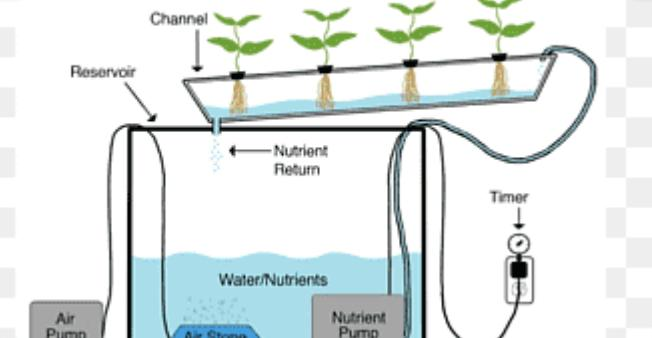 Channel
Reservoir
Nutrient
Return
Timer
Water/Nutrients
Air
Pump
Air Stone
Nutrient
Pump